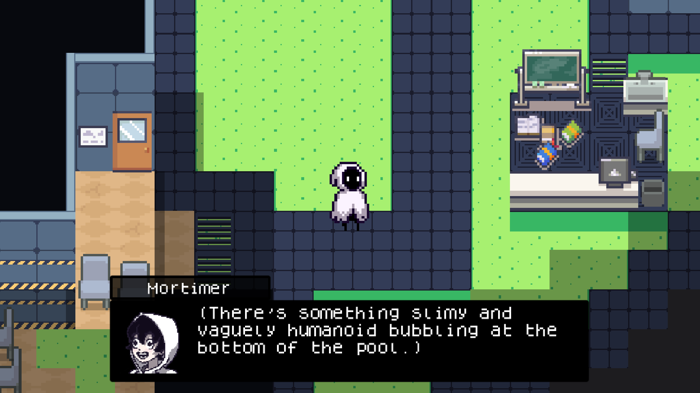 Mortimer
(There's something slimy and
vaguely humanoid bubbling at the
bottom of the pool.)